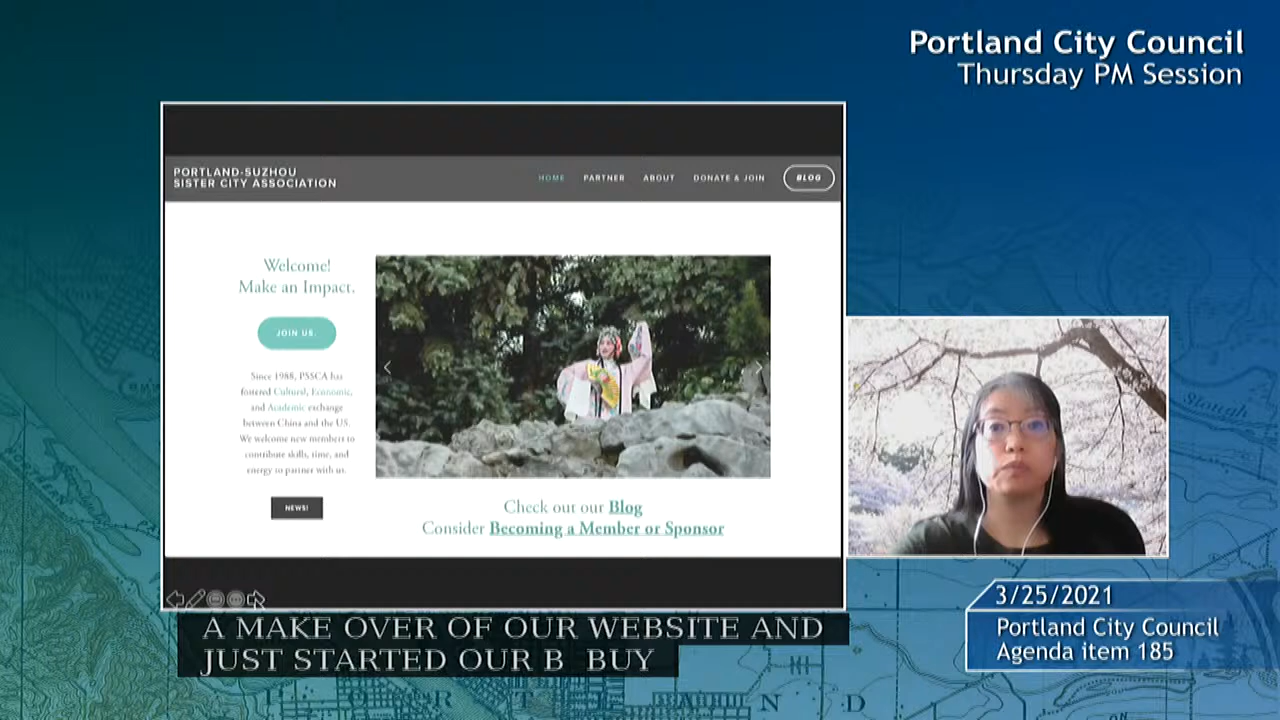 Portland City Council
Thursday PM Session
PORTLAND-SUZHOU
SISTER CITY ASSOCIATION
HOME PARTNER ABOUT DONATE & JOIN BLOG
Welcome!
Make an Impact.
JOIN US.
Since 1988, PSSCA has
fostered Cultural, Economic,
and Academic exchange
between China and the US.
We welcome new members to
contribute skills, time, and
energy to partner with us.
NEWS!
Check out our Blog
Consider Becoming a Member or Sponsor
Slough
3/25/2021
Portland City Council
Agenda item 185
A MAKE OVER OF OUR WEBSITE AND
JUST STARTED OUR B BUY